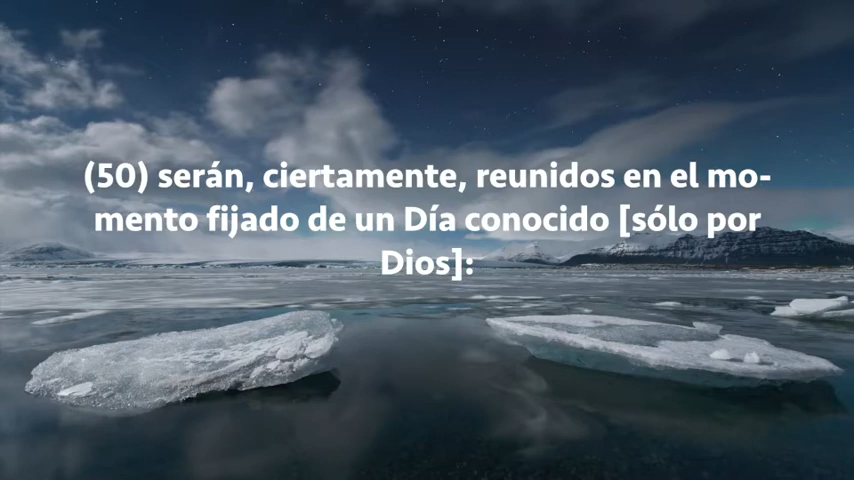 (50) serán, ciertamente, reunidos en el mo-
mento fijado de un Día conocido [sólo por
Dios]: